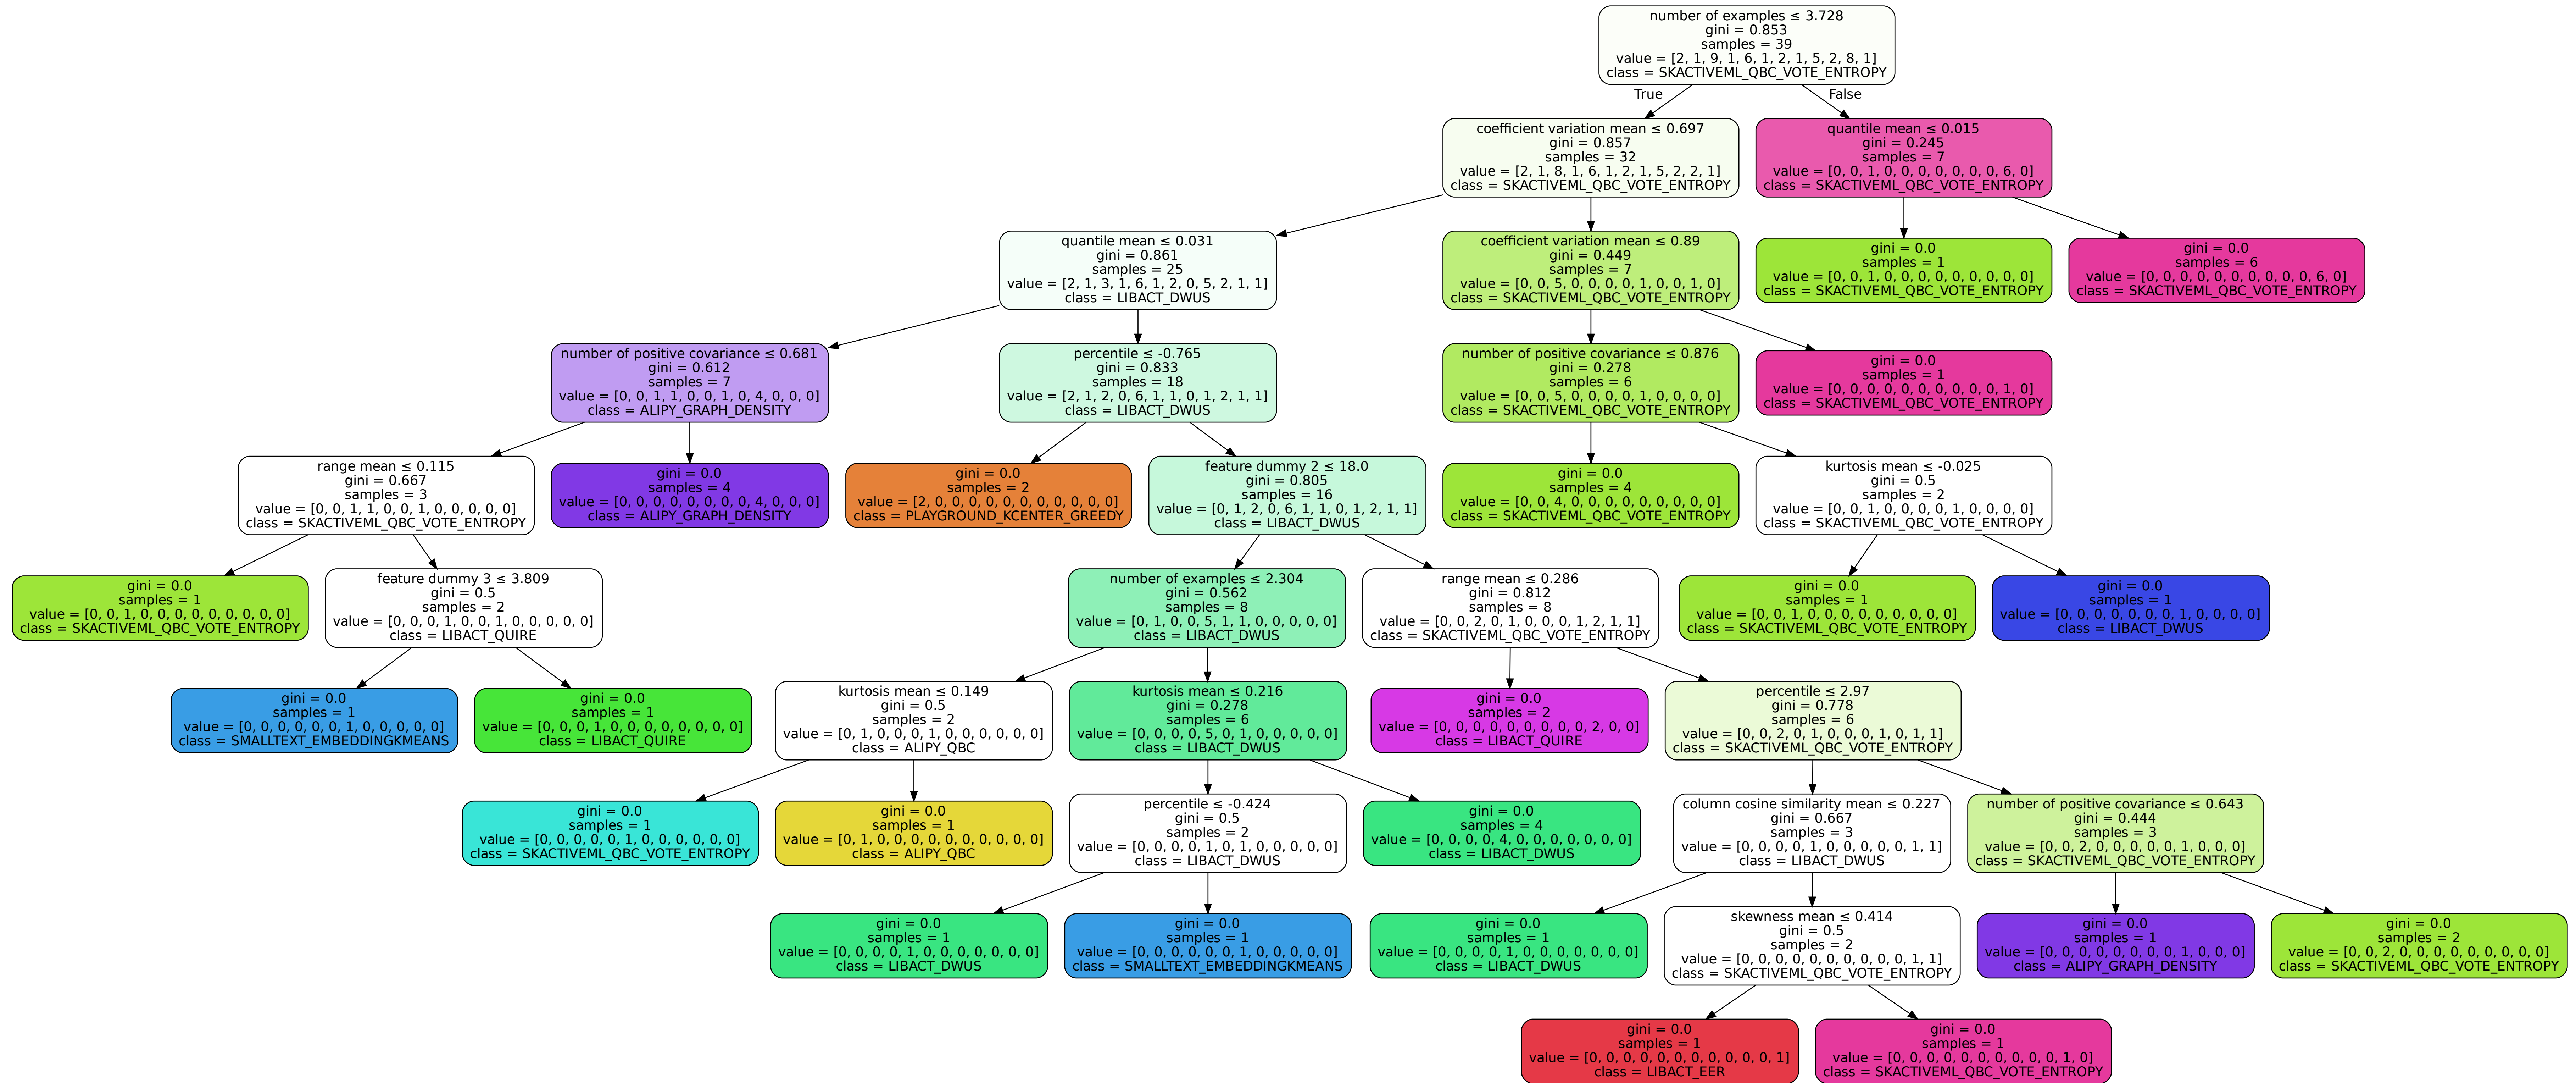 number of examples ≤ 3.728
gini = 0.853
samples = 39
value = [2, 1, 9, 1, 6, 1, 2, 1, 5, 2, 8, 1]
class = SKACTIVEML_QBC_VOTE_ENTROPY
True
False
coefficient variation mean ≤ 0.697
gini = 0.857
samples = 32
value = [2, 1, 8, 1, 6, 1, 2, 1, 5, 2, 2, 1]
class = SKACTIVEML_QBC_VOTE_ENTROPY
quantile mean ≤ 0.015
gini = 0.245
samples = 7
value = [0, 0, 1, 0, 0, 0, 0, 0, 0, 0, 6, 0]
class = SKACTIVEML_QBC_VOTE_ENTROPY
quantile mean ≤ 0.031
gini = 0.861
samples = 25
value = [2, 1, 3, 1, 6, 1, 2, 0, 5, 2, 1, 1]
class = LIBACT_DWUS
coefficient variation mean ≤ 0.89
gini = 0.449
samples = 7
value = [0, 0, 5, 0, 0, 0, 0, 1, 0, 0, 1, 0]
class = SKACTIVEML_QBC_VOTE_ENTROPY
gini = 0.0
samples = 1
value = [0, 0, 1, 0, 0, 0, 0, 0, 0, 0, 0, 0]
class = SKACTIVEML_QBC_VOTE_ENTROPY
gini = 0.0
samples = 6
value = [0, 0, 0, 0, 0, 0, 0, 0, 0, 0, 6, 0]
class = SKACTIVEML_QBC_VOTE_ENTROPY
number of positive covariance ≤ 0.681
gini = 0.612
samples = 7
value = [0, 0, 1, 1, 0, 0, 1, 0, 4, 0, 0, 0]
class = ALIPY_GRAPH_DENSITY
percentile ≤ -0.765
gini = 0.833
samples = 18
value = [2, 1, 2, 0, 6, 1, 1, 0, 1, 2, 1, 1]
class = LIBACT_DWUS
number of positive covariance ≤ 0.876
gini = 0.278
samples = 6
value = [0, 0, 5, 0, 0, 0, 0, 1, 0, 0, 0, 0]
class = SKACTIVEML_QBC_VOTE_ENTROPY
gini = 0.0
samples = 1
value = [0, 0, 0, 0, 0, 0, 0, 0, 0, 0, 1, 0]
class = SKACTIVEML_QBC_VOTE_ENTROPY
range mean ≤ 0.115
gini = 0.667
samples = 3
value = [0, 0, 1, 1, 0, 0, 1, 0, 0, 0, 0, 0]
class = SKACTIVEML_QBC_VOTE_ENTROPY
gini = 0.0
samples = 4
value = [0, 0, 0, 0, 0, 0, 0, 0, 4, 0, 0, 0]
class = ALIPY_GRAPH_DENSITY
gini = 0.0
samples = 2
value = [2, 0, 0, 0, 0, 0, 0, 0, 0, 0, 0, 0]
class = PLAYGROUND_KCENTER_GREEDY
feature dummy 2 ≤ 18.0
gini = 0.805
samples = 16
value = [0, 1, 2, 0, 6, 1, 1, 0, 1, 2, 1, 1]
class = LIBACT_DWUS
gini = 0.0
samples = 4
value = [0, 0, 4, 0, 0, 0, 0, 0, 0, 0, 0, 0]
class = SKACTIVEML_QBC_VOTE_ENTROPY
kurtosis mean ≤ -0.025
gini = 0.5
samples = 2
value = [0, 0, 1, 0, 0, 0, 0, 1, 0, 0, 0, 0]
class = SKACTIVEML_QBC_VOTE_ENTROPY
gini = 0.0
samples = 1
value = [0, 0, 1, 0, 0, 0, 0, 0, 0, 0, 0, 0]
class = SKACTIVEML_QBC_VOTE_ENTROPY
feature dummy 3 ≤ 3.809
gini = 0.5
samples = 2
value = [0, 0, 0, 1, 0, 0, 1, 0, 0, 0, 0, 0]
class = LIBACT_QUIRE
number of examples ≤ 2.304
gini = 0.562
samples = 8
value = [0, 1, 0, 0, 5, 1, 1, 0, 0, 0, 0, 0]
class = LIBACT_DWUS
range mean ≤ 0.286
gini = 0.812
samples = 8
value = [0, 0, 2, 0, 1, 0, 0, 0, 1, 2, 1, 1]
class = SKACTIVEML_QBC_VOTE_ENTROPY
gini = 0.0
samples = 1
value = [0, 0, 1, 0, 0, 0, 0, 0, 0, 0, 0, 0]
class = SKACTIVEML_QBC_VOTE_ENTROPY
gini = 0.0
samples = 1
value = [0, 0, 0, 0, 0, 0, 0, 1, 0, 0, 0, 0]
class = LIBACT_DWUS
gini = 0.0
samples = 1
value = [0, 0, 0, 0, 0, 0, 1, 0, 0, 0, 0, 0]
class = SMALLTEXT_EMBEDDINGKMEANS
gini = 0.0
samples = 1
value = [0, 0, 0, 1, 0, 0, 0, 0, 0, 0, 0, 0]
class = LIBACT_QUIRE
kurtosis mean ≤ 0.149
gini = 0.5
samples = 2
value = [0, 1, 0, 0, 0, 1, 0, 0, 0, 0, 0, 0]
class = ALIPY_QBC
kurtosis mean ≤ 0.216
gini = 0.278
samples = 6
value = [0, 0, 0, 0, 5, 0, 1, 0, 0, 0, 0, 0]
class = LIBACT_DWUS
gini = 0.0
samples = 2
value = [0, 0, 0, 0, 0, 0, 0, 0, 0, 2, 0, 0]
class = LIBACT_QUIRE
percentile ≤ 2.97
gini = 0.778
samples = 6
value = [0, 0, 2, 0, 1, 0, 0, 0, 1, 0, 1, 1]
class = SKACTIVEML_QBC_VOTE_ENTROPY
gini = 0.0
samples = 1
value = [0, 0, 0, 0, 0, 1, 0, 0, 0, 0, 0, 0]
class = SKACTIVEML_QBC_VOTE_ENTROPY
gini = 0.0
samples = 1
value = [0, 1, 0, 0, 0, 0, 0, 0, 0, 0, 0, 0]
class = ALIPY_QBC
percentile ≤ -0.424
gini = 0.5
samples = 2
value = [0, 0, 0, 0, 1, 0, 1, 0, 0, 0, 0, 0]
class = LIBACT_DWUS
gini = 0.0
samples = 4
value = [0, 0, 0, 0, 4, 0, 0, 0, 0, 0, 0, 0]
class = LIBACT_DWUS
column cosine similarity mean ≤ 0.227
gini = 0.667
samples = 3
value = [0, 0, 0, 0, 1, 0, 0, 0, 0, 0, 1, 1]
class = LIBACT_DWUS
number of positive covariance ≤ 0.643
gini = 0.444
samples = 3
value = [0, 0, 2, 0, 0, 0, 0, 0, 1, 0, 0, 0]
class = SKACTIVEML_QBC_VOTE_ENTROPY
gini = 0.0
samples = 1
value = [0, 0, 0, 0, 1, 0, 0, 0, 0, 0, 0, 0]
class = LIBACT_DWUS
gini = 0.0
samples = 1
value = [0, 0, 0, 0, 0, 0, 1, 0, 0, 0, 0, 0]
class = SMALLTEXT_EMBEDDINGKMEANS
gini = 0.0
samples = 1
value = [0, 0, 0, 0, 1, 0, 0, 0, 0, 0, 0, 0]
class = LIBACT_DWUS
skewness mean ≤ 0.414
gini = 0.5
samples = 2
value = [0, 0, 0, 0, 0, 0, 0, 0, 0, 0, 1, 1]
class = SKACTIVEML_QBC_VOTE_ENTROPY
gini = 0.0
samples = 1
value = [0, 0, 0, 0, 0, 0, 0, 0, 1, 0, 0, 0]
class = ALIPY_GRAPH_DENSITY
gini = 0.0
samples = 2
value = [0, 0, 2, 0, 0, 0, 0, 0, 0, 0, 0, 0]
class = SKACTIVEML_QBC_VOTE_ENTROPY
gini = 0.0
samples = 1
value = [0, 0, 0, 0, 0, 0, 0, 0, 0, 0, 0, 1]
class = LIBACT_EER
gini = 0.0
samples = 1
value = [0, 0, 0, 0, 0, 0, 0, 0, 0, 0, 1, 0]
class = SKACTIVEML_QBC_VOTE_ENTROPY